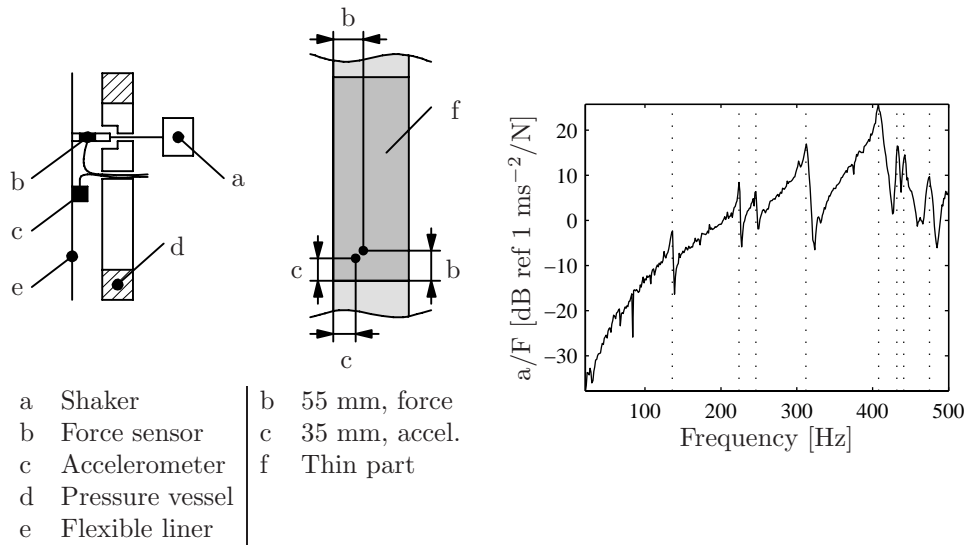 b
c
e
a
d
b
f
c
b
c
a Shaker
b Force sensor
c Accelerometer
d Pressure vessel
e Flexible liner
b 55 mm, force
c 35 mm, accel.
f Thin part
a/F [dB ref 1 ms−2/N]
20
10
0
−10
−20
−30
100 200 300 400 500
Frequency [Hz]